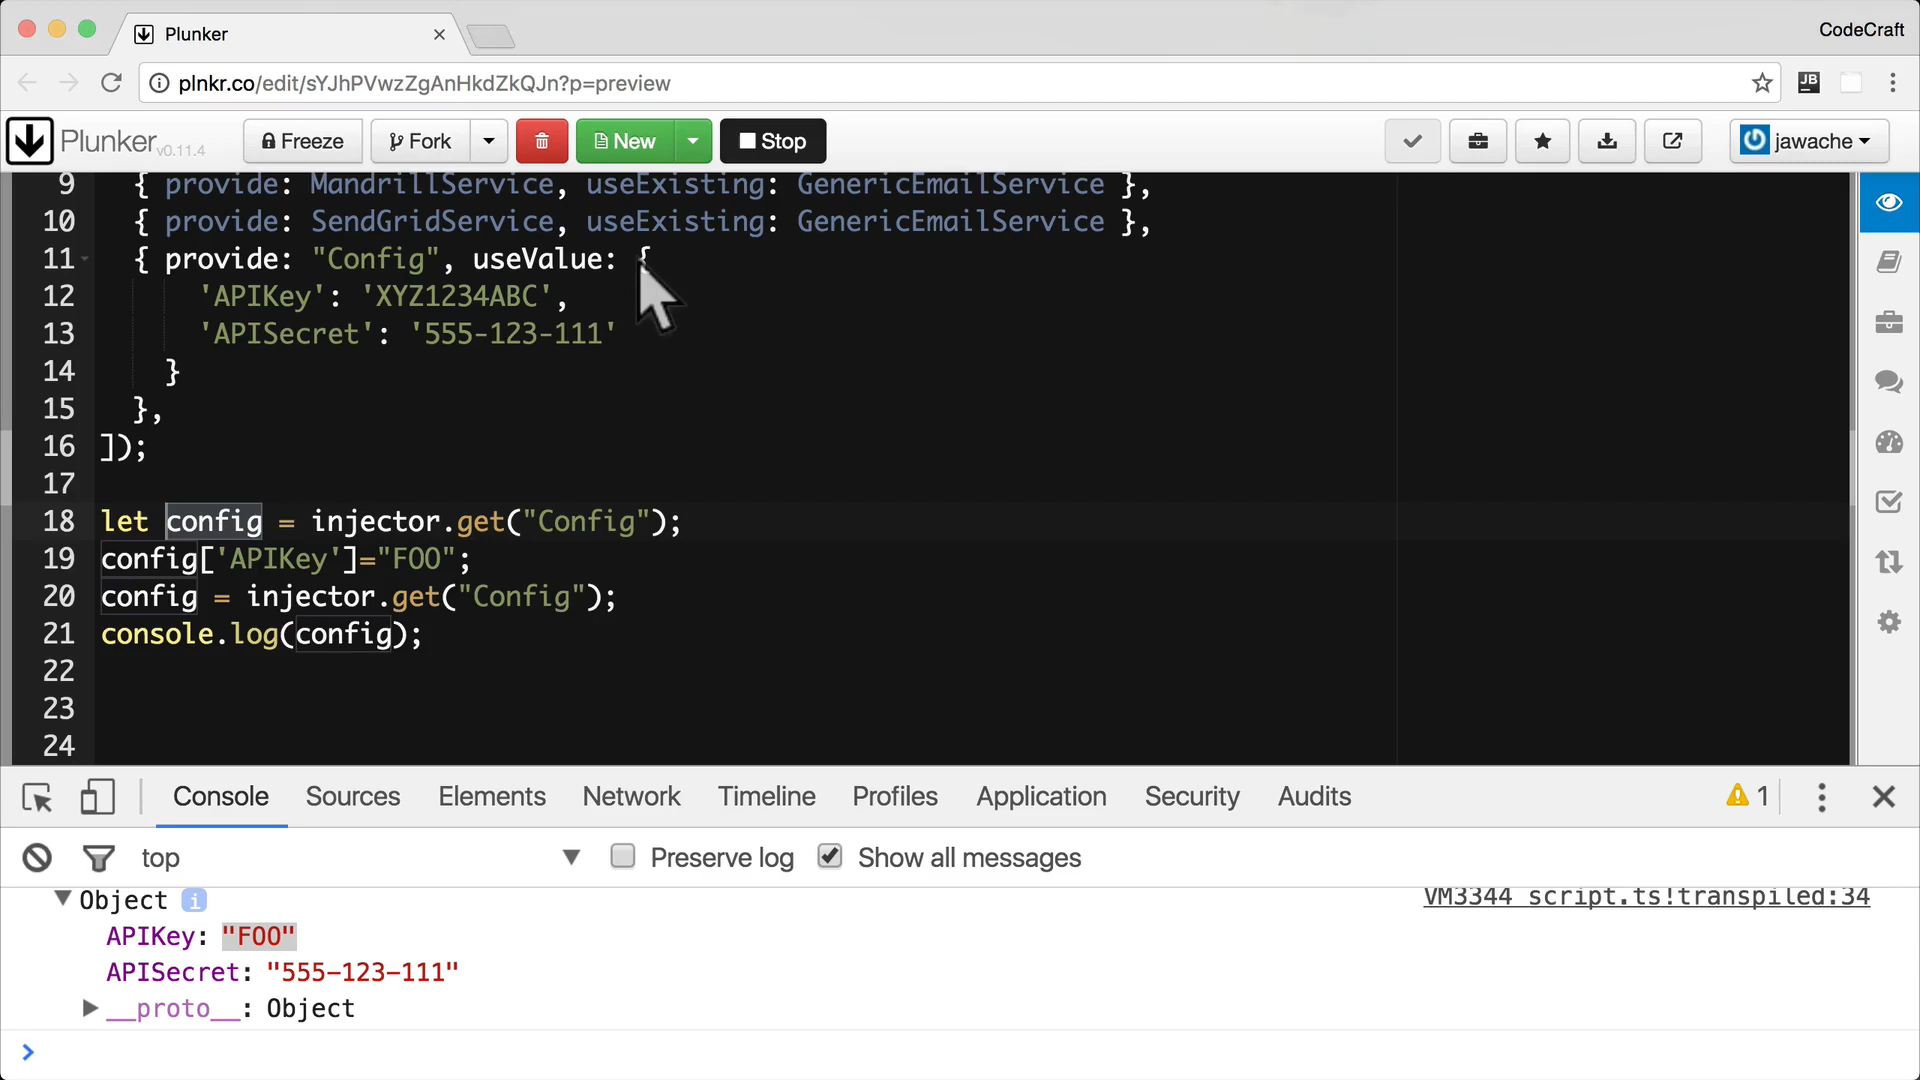 Plunker
CodeCraft
plnkr.co/edit/sYJhPVwzZgAnHkdZkQJn?p=preview
JB
Plunker v0.11.4
Freeze
Fork
New
Stop
jawache
9 { provide: MandrillService, useExisting: GenericEmailService },
10 { provide: SendGridService, useExisting: GenericEmailService },
11 { provide: "Config", useValue: {
12 'APIKey': 'XYZ1234ABC',
13 'APISecret': '555-123-111'
14 }
15 },
16 ]);
17
18 let config = injector.get("Config");
19 config['APIKey']="FOO";
20 config = injector.get("Config");
21 console.log(config);
22
23
24
Console Sources Elements Network Timeline Profiles Application Security Audits 1
top Preserve log Show all messages
Object i VM3344 script.ts!transpiled:34
APIKey: "FOO"
APISecret: "555-123-111"
__proto__: Object